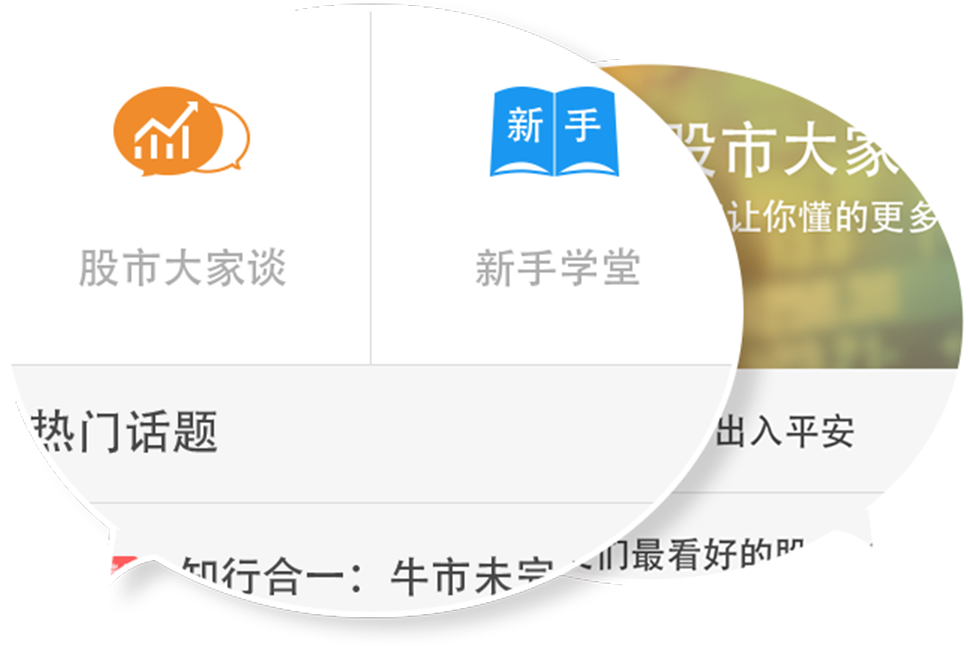 新手
股市大家谈
新手学堂
热门话题
知行合一：牛市未完
股市大家
让你懂的更多
出入平安
们最看好的股